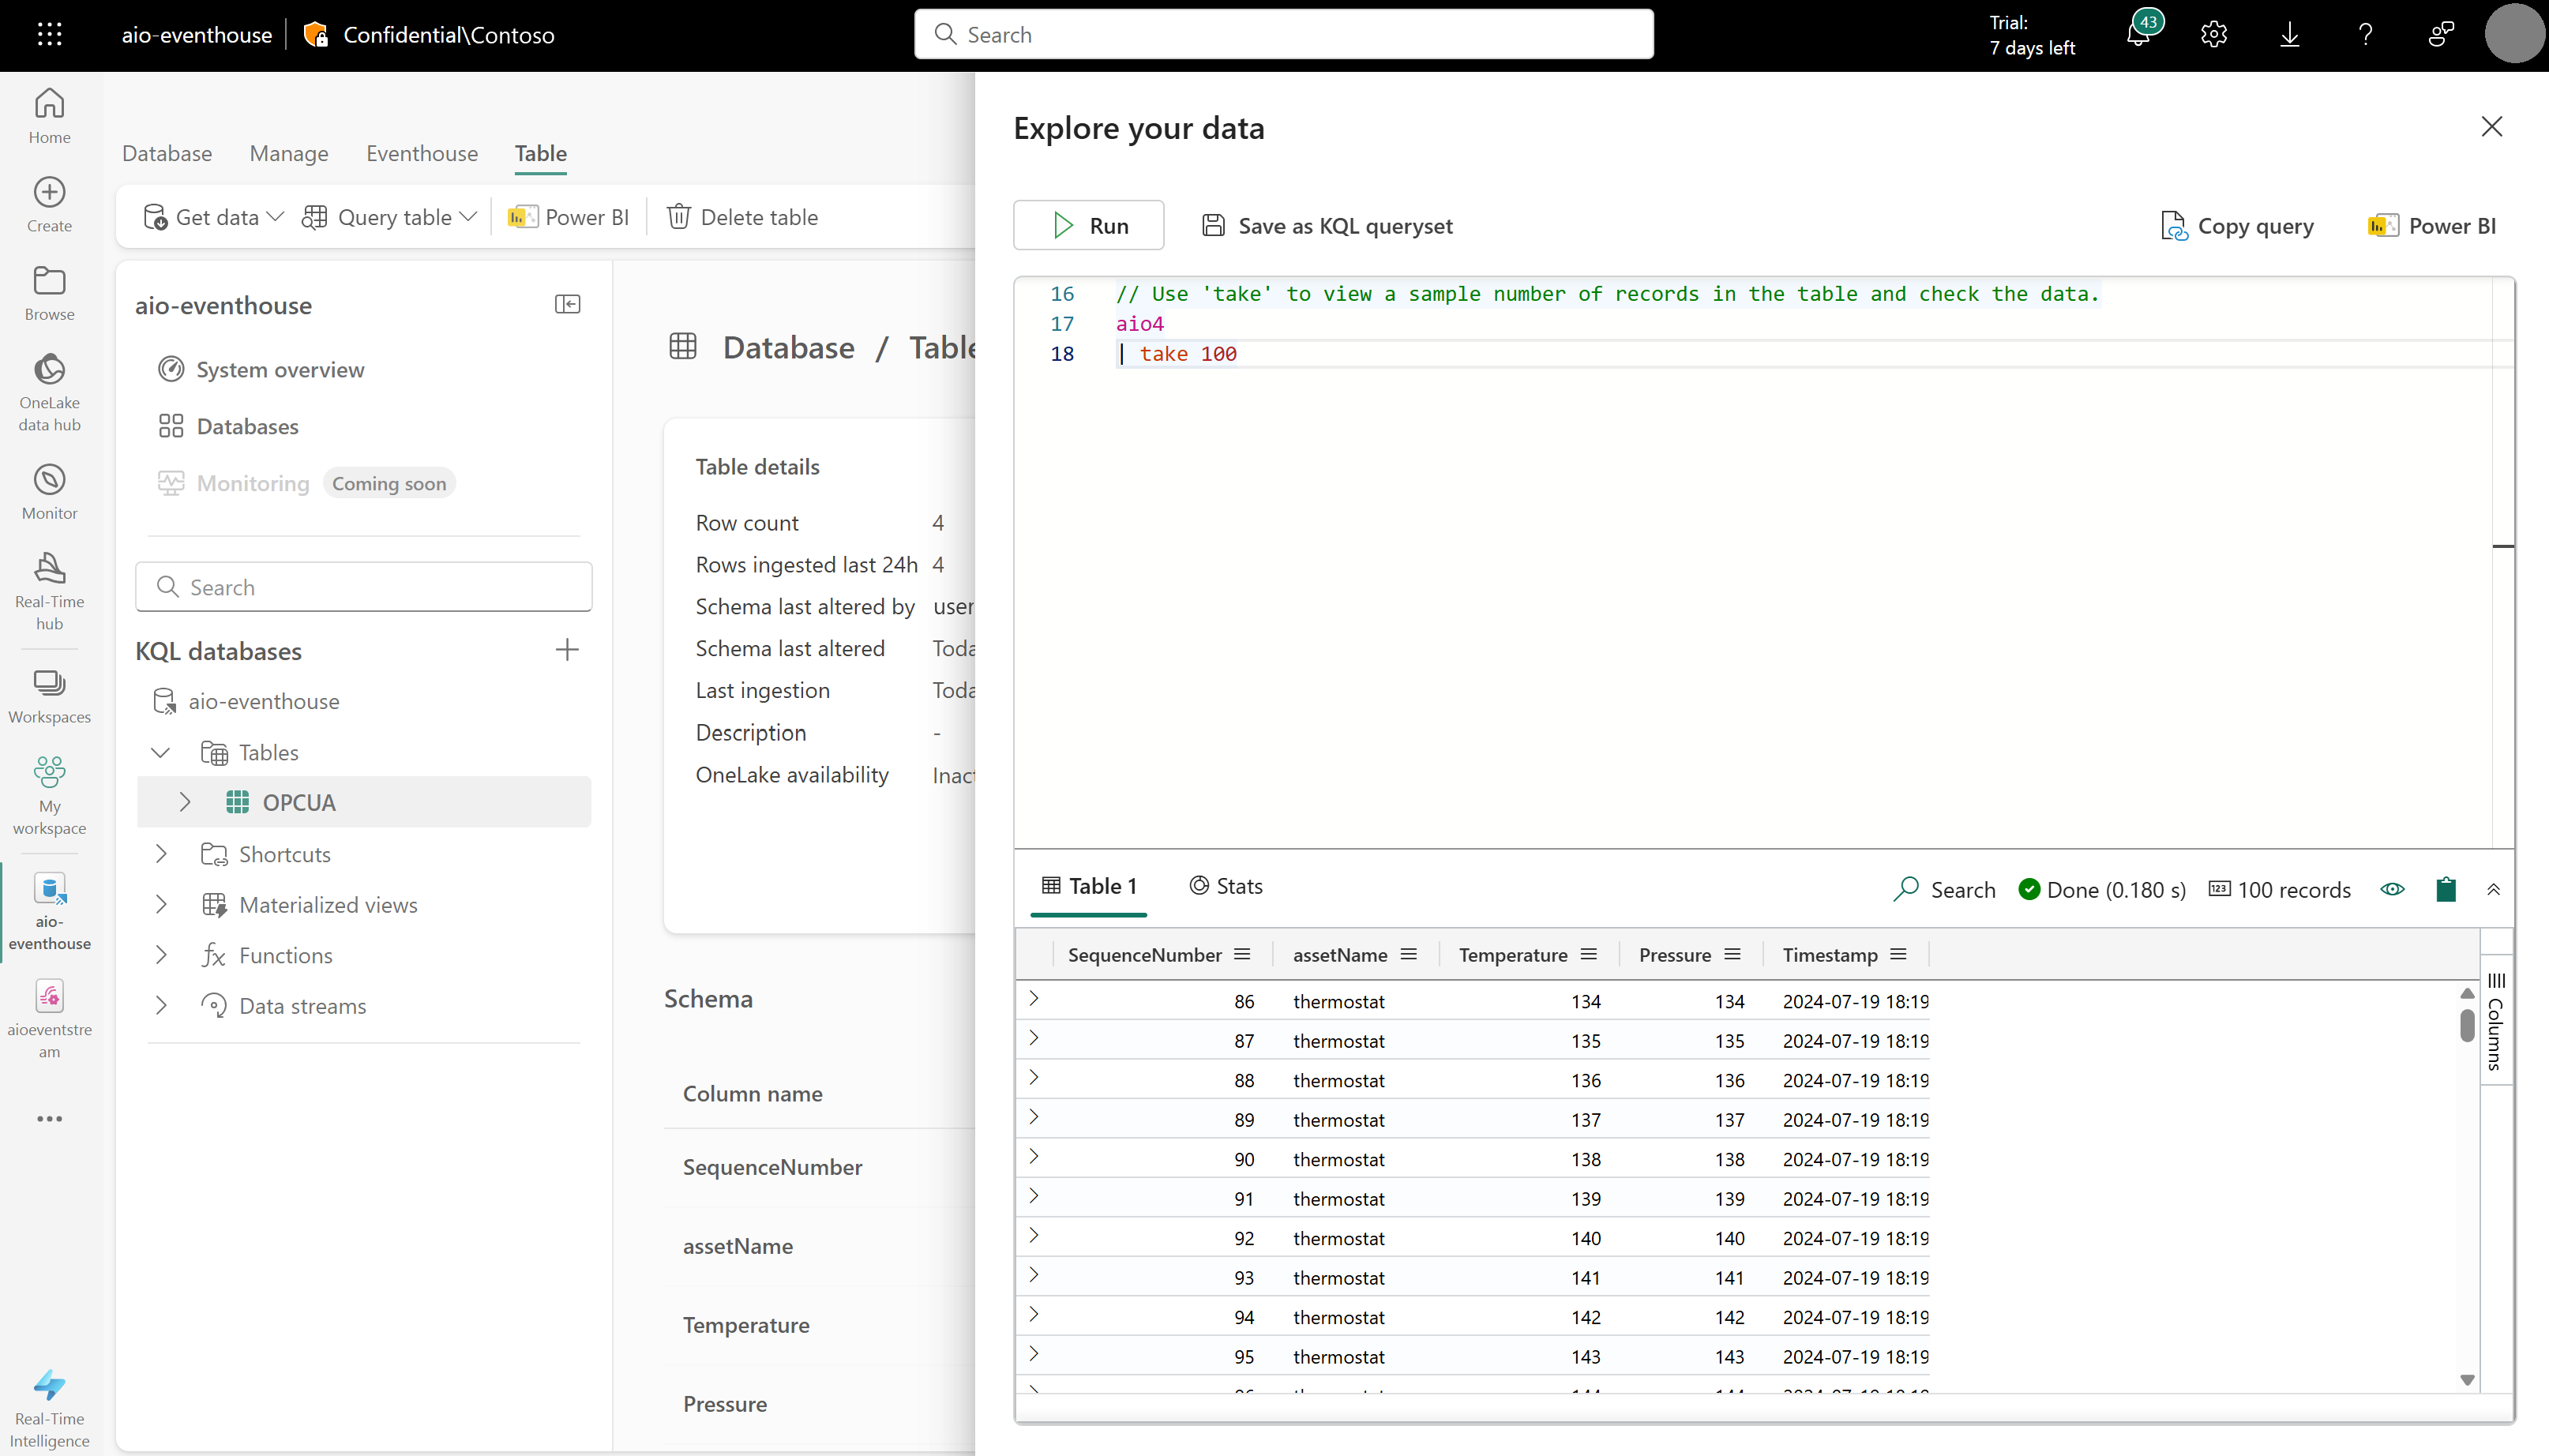 aio-eventhouse
Confidential\Contoso
Search
Trial:
7 days left
43
Home
Create
Browse
OneLake
data hub
Monitor
Real-Time
hub
Workspaces
My
workspace
aio-
eventhouse
aioeventstre
am
Real-Time
Intelligence
Database Manage Eventhouse Table
Get data Query table Power BI Delete table
aio-eventhouse
System overview
Databases
Monitoring Coming soon
Search
KQL databases
aio-eventhouse
Tables
OPCUA
Shortcuts
Materialized views
Functions
Data streams
Database / Table
Table details
Row count 4
Rows ingested last 24h 4
Schema last altered by user
Schema last altered Toda
Last ingestion Toda
Description -
OneLake availability Inact
Schema
Column name
SequenceNumber
assetName
Temperature
Pressure
Explore your data
Run Save as KQL queryset Copy query Power BI
16 // Use 'take' to view a sample number of records in the table and check the data.
17 aio4
18 | take 100
Table 1 Stats Search Done (0.180 s) 123 100 records
SequenceNumber assetName Temperature Pressure Timestamp
86 thermostat 134 134 2024-07-19 18:19
87 thermostat 135 135 2024-07-19 18:19
88 thermostat 136 136 2024-07-19 18:19
89 thermostat 137 137 2024-07-19 18:19
90 thermostat 138 138 2024-07-19 18:19
91 thermostat 139 139 2024-07-19 18:19
92 thermostat 140 140 2024-07-19 18:19
93 thermostat 141 141 2024-07-19 18:19
94 thermostat 142 142 2024-07-19 18:19
95 thermostat 143 143 2024-07-19 18:19
Columns